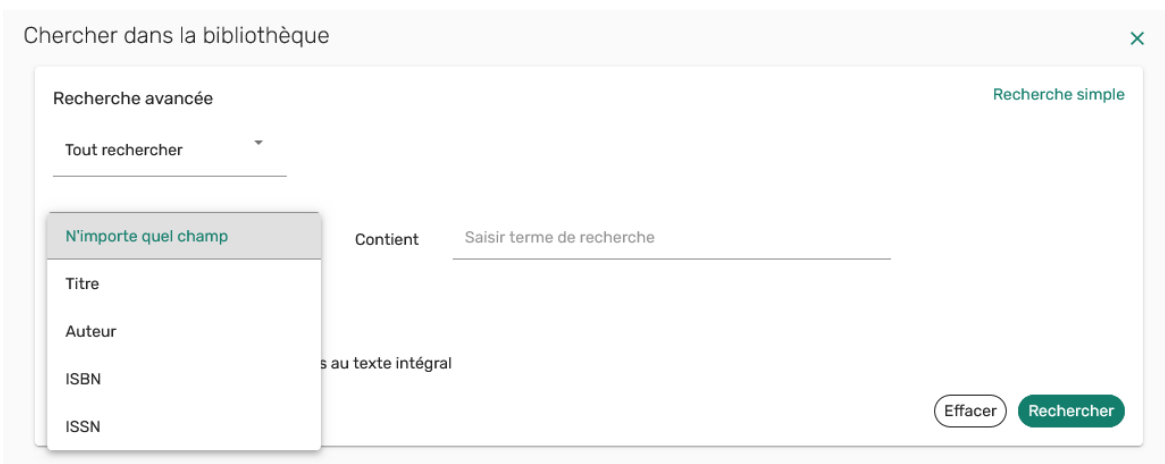 Chercher dans la bibliothèque
Recherche avancée
Recherche simple
Tout rechercher
N'importe quel champ
Contient
Saisir terme de recherche
Titre
Auteur
s au texte intégral
ISBN
Effacer
Rechercher
ISSN